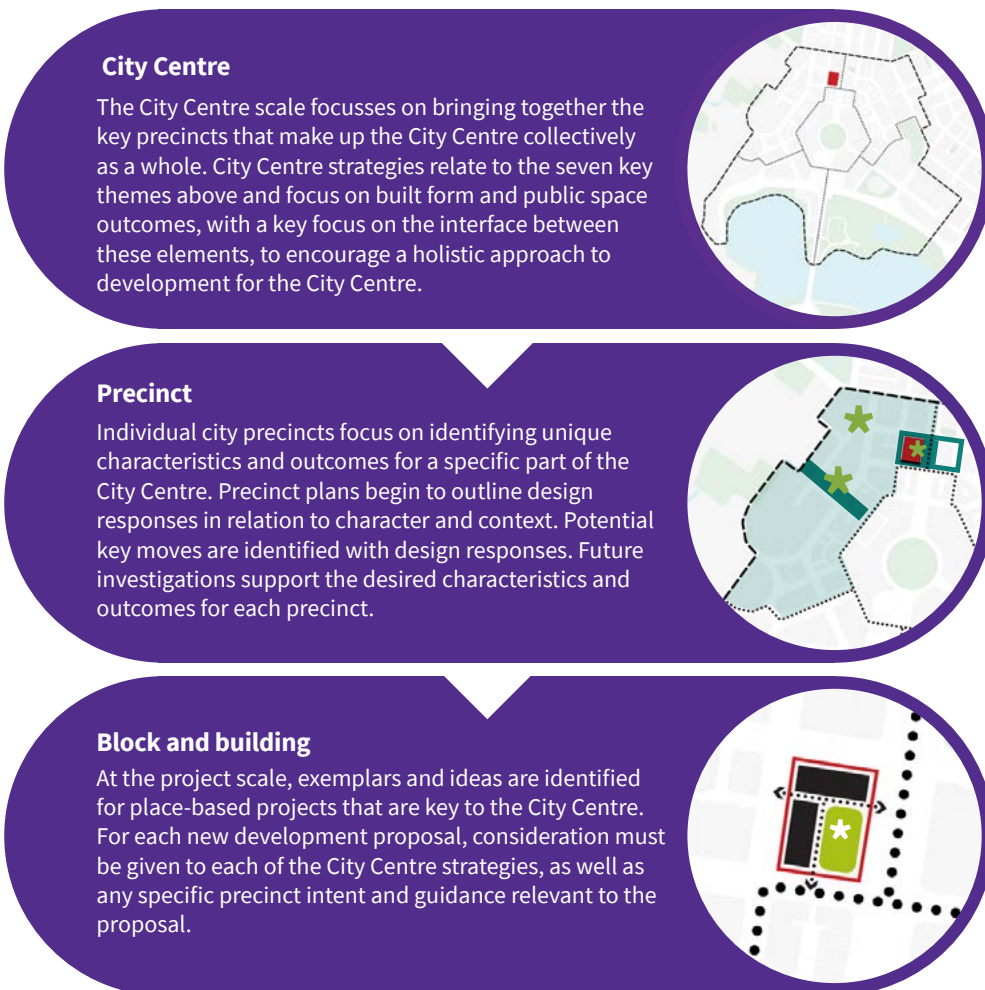 City Centre
The City Centre scale focusses on bringing together the
key precincts that make up the City Centre collectively
as a whole. City Centre strategies relate to the seven key
themes above and focus on built form and public space
outcomes, with a key focus on the interface between
these elements, to encourage a holistic approach to
development for the City Centre.
Precinct
Individual city precincts focus on identifying unique
characteristics and outcomes for a specific part of the
City Centre. Precinct plans begin to outline design
responses in relation to character and context. Potential
key moves are identified with design responses. Future
investigations support the desired characteristics and
outcomes for each precinct.
Block and building
At the project scale, exemplars and ideas are identified
for place-based projects that are key to the City Centre.
For each new development proposal, consideration must
be given to each of the City Centre strategies, as well as
any specific precinct intent and guidance relevant to the
proposal.